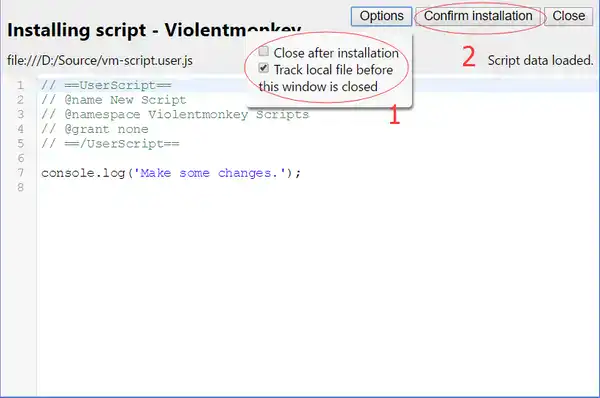 Options Confirm installation Close
Installing script - Violentmonkey
Close after installation
Track local file before
this window is closed
1
2
file:///D:/Source/vm-script.user.js
Script data loaded.
1 // ==UserScript==
2 // @name New Script
3 // @namespace Violentmonkey Scripts
4 // @grant none
5 // ==/UserScript==
6
7 console.log('Make some changes.');
8